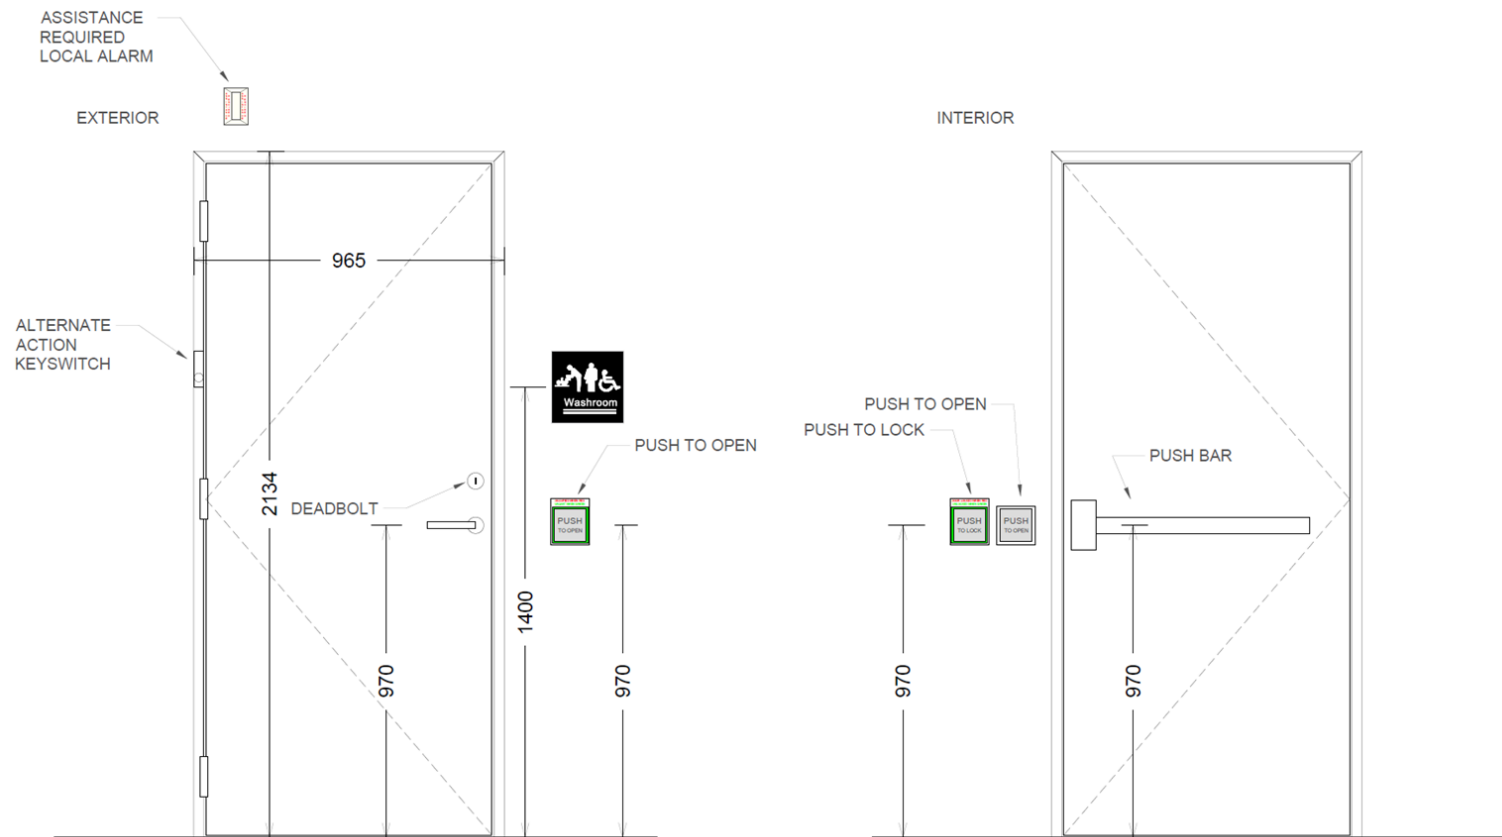 ASSISTANCE
REQUIRED
LOCAL ALARM
EXTERIOR
INTERIOR
965
ALTERNATE
ACTION
KEYSWITCH
Washroom
PUSH TO OPEN
PUSH TO OPEN
PUSH TO LOCK
PUSH BAR
2134
DEADBOLT
PUSH
TO OPEN
PUSH
TO LOCK
PUSH
TO OPEN
1400
970
970
970
970